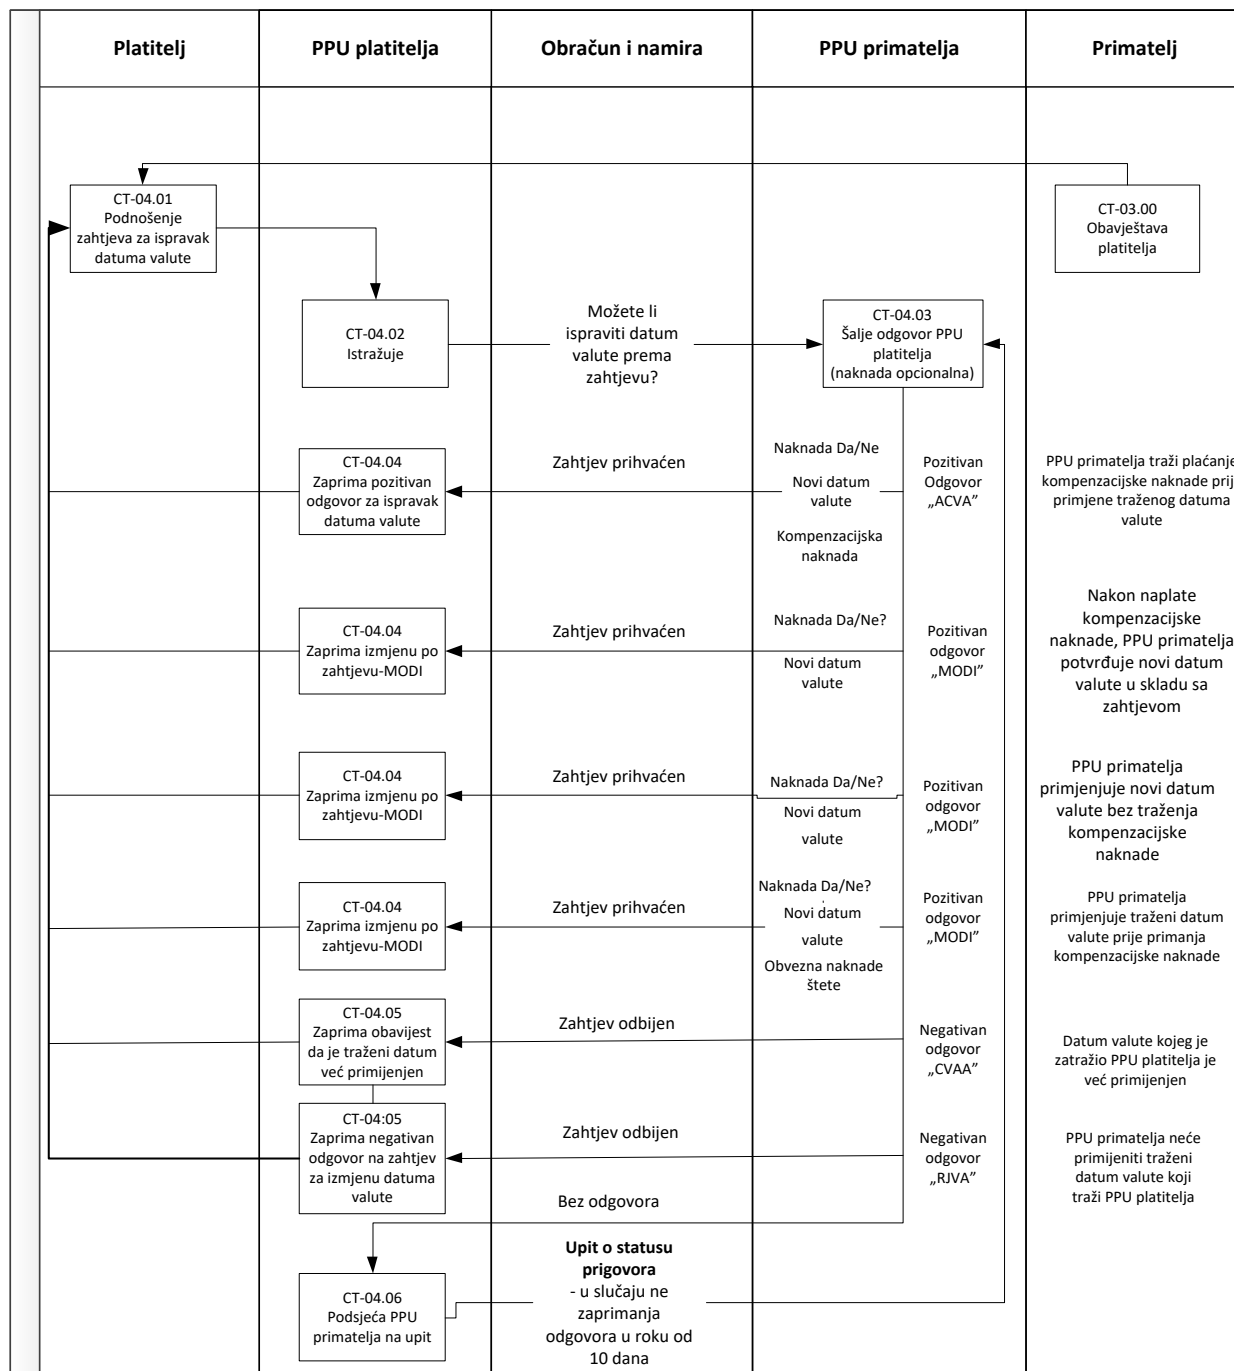 Platitelj
PPU platitelja
Obračun i namira
PPU primatelja
Primatelj
CT-04.01
Podnošenje
zahtjeva za ispravak
datuma valute
CT-03.00
Obavještava
platitelja
CT-04.02
Istražuje
Možete li
ispraviti datum
valute prema
zahtjevu?
CT-04.03
Šalje odgovor PPU
platitelja
(naknada opcionalna)
CT-04.04
Zaprima pozitivan
odgovor za ispravak
datuma valute
Zahtjev prihvaćen
Naknada Da/Ne
Novi datum
valute
Kompenzacijska
naknada
Pozitivan
Odgovor
„ACVA”
PPU primatelja traži plaćanje
kompenzacijske naknade prij
primjene traženog datuma
valute
CT-04.04
Zaprima izmjenu po
zahtjevu-MODI
Zahtjev prihvaćen
Naknada Da/Ne?
Novi datum
valute
Pozitivan
odgovor
„MODI”
Nakon naplate
kompenzacijske
naknade, PPU primatelja
potvrđuje novi datum
valute u skladu sa
zahtjevom
CT-04.04
Zaprima izmjenu po
zahtjevu-MODI
Zahtjev prihvaćen
Naknada Da/Ne?
Novi datum
valute
Pozitivan
odgovor
„MODI”
PPU primatelja
primjenjuje novi datum
valute bez traženja
kompenzacijske
naknade
CT-04.04
Zaprima izmjenu po
zahtjevu-MODI
Zahtjev prihvaćen
Naknada Da/Ne?
Novi datum
valute
Obvezna naknade
štete
Pozitivan
odgovor
„MODI”
PPU primatelja
primjenjuje traženi datum
valute prije primanja
kompenzacijske naknade
CT-04.05
Zaprima obavijest
da je traženi datum
već primijenjen
Zahtjev odbijen
Negativan
odgovor
„CVAA”
Datum valute kojeg je
zatražio PPU platitelja je
već primijenjen
CT-04:05
Zaprima negativan
odgovor na zahtjev
za izmjenu datuma
valute
Zahtjev odbijen
Negativan
odgovor
„RJVA”
PPU primatelja neće
primijeniti traženi
datum valute koji
traži PPU platitelja
Bez odgovora
CT-04.06
Podsjeća PPU
primatelja na upit
Upit o statusu
prigovora
- u slučaju ne
zaprimanja
odgovora u roku od
10 dana